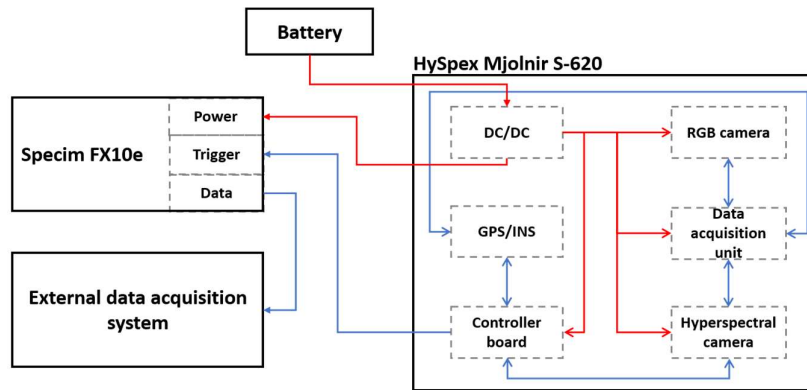 Battery
HySpex Mjolnir S-620
Specim FX10e
Power
Trigger
Data
External data acquisition
system
DC/DC
RGB camera
GPS/INS
Data
acquisition
unit
Controller
board
Hyperspectral
camera